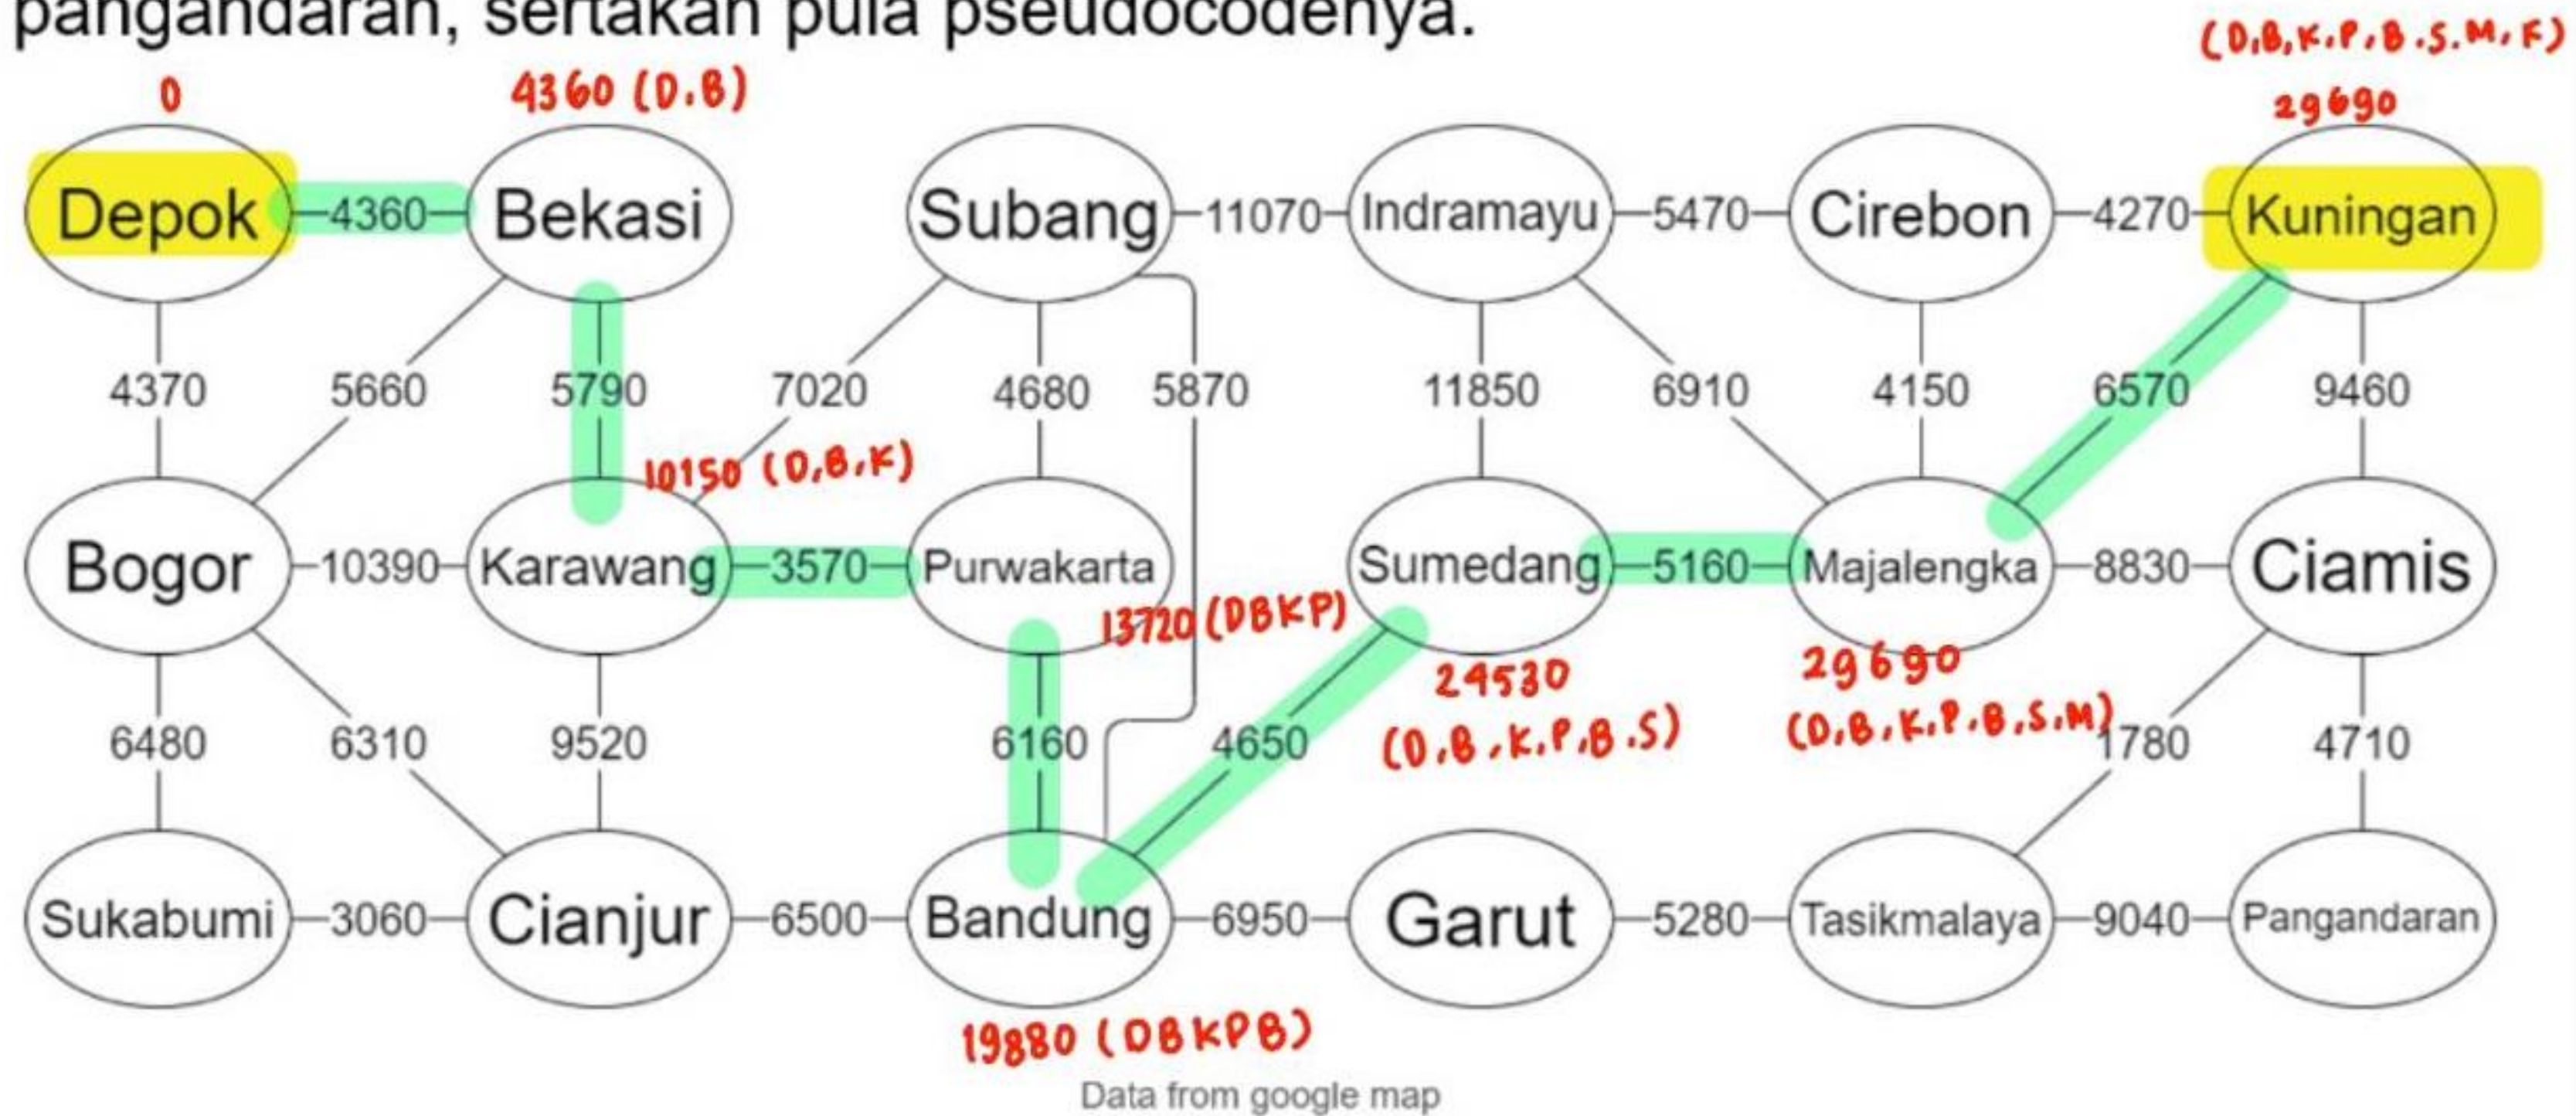 pangandaran, sertakan pula pseudocodenya.
(D,B,K,P,B.S.M,K)
0
4360 (D.B)
29690
Depok 4360 Bekasi Subang 11070 Indramayu 5470 Cirebon 4270 Kuningan
4370 5660 5790 7020 4680 5870 11850 6910 4150 6570 9460
10150 (D,B,K)
Bogor 10390 Karawang 3570 Purwakarta Sumedang 5160 Majalengka 8830 Ciamis
13720 (DBKP)
24530
29690
(D.B.K.P.B.S)
(D.B.K.P.B.S.M)
6480 6310 9520 6160 4650 1780 4710
Sukabumi 3060 Cianjur 6500 Bandung 6950 Garut 5280 Tasikmalaya 9040 Pangandaran
19880 (DBKPB)
Data from google map